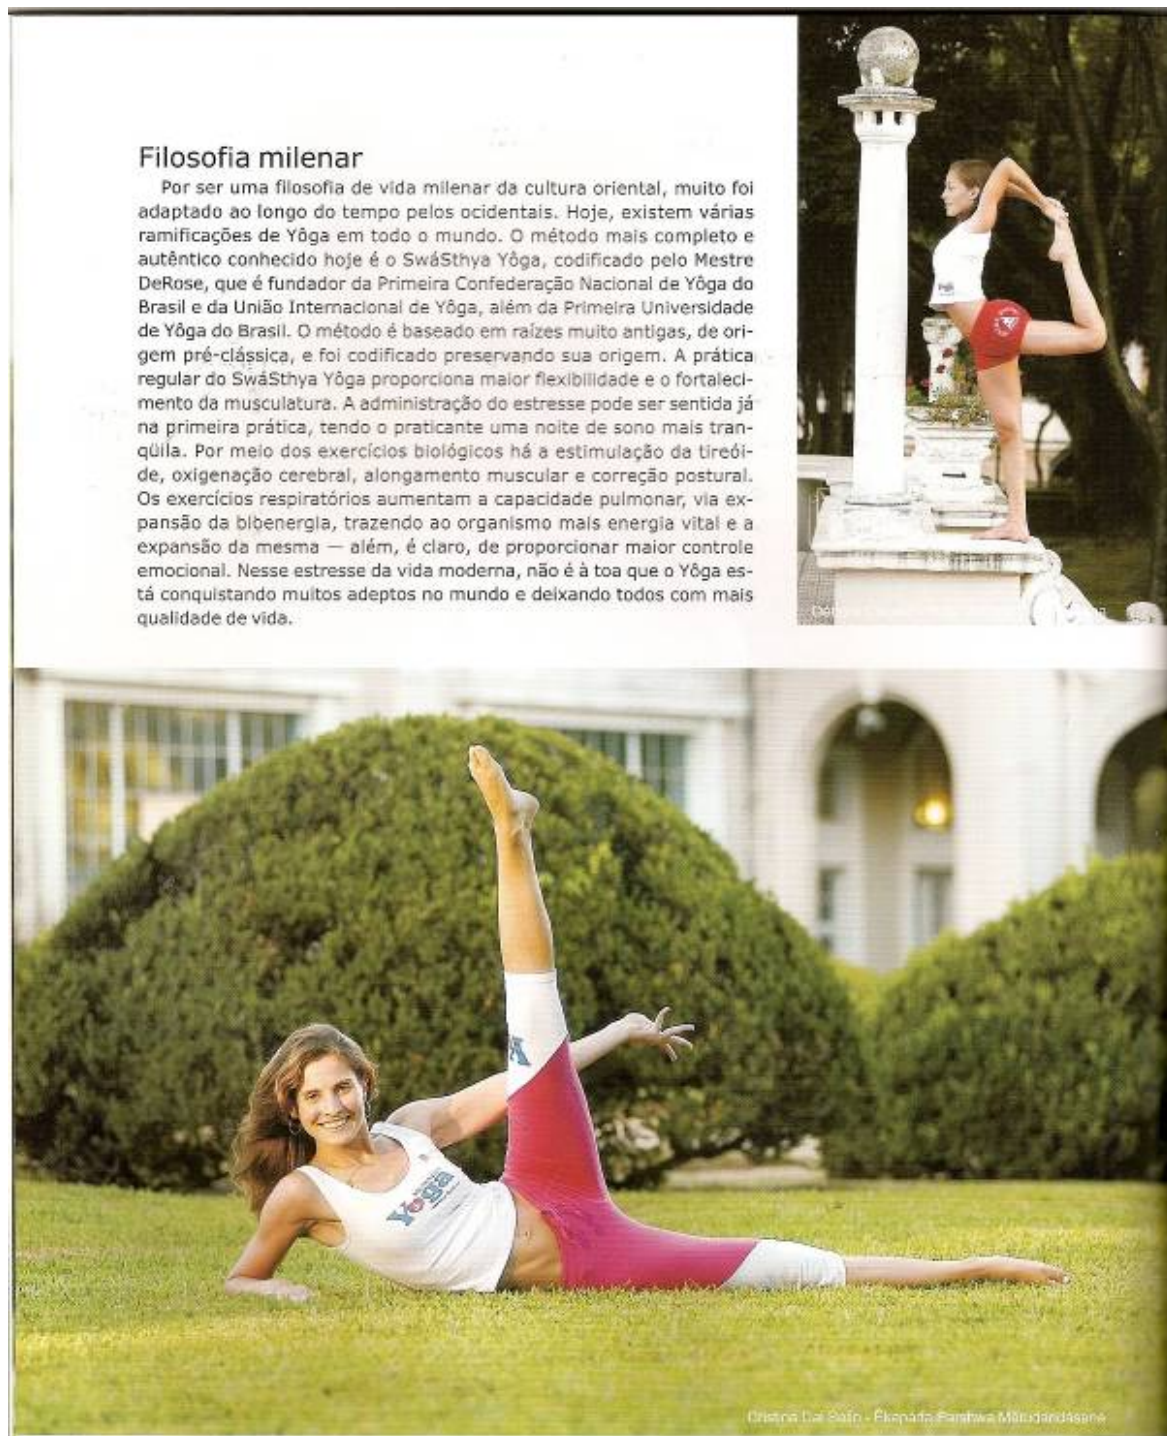 Filosofia milenar
Por ser uma filosofia de vida milenar da cultura oriental, muito foi
adaptado ao longo do tempo pelos ocidentais. Hoje, existem várias
ramificações de Yôga em todo o mundo. O método mais completo e
autêntico conhecido hoje é o SwáSthya Yôga, codificado pelo Mestre
DeRose, que é fundador da Primeira Confederação Nacional de Yôga do
Brasil e da União Internacional de Yôga, além da Primeira Universidade
de Yôga do Brasil. O método é baseado em raízes muito antigas, de ori-
gem pré-clássica, e foi codificado preservando sua origem. A prática
regular do SwáSthya Yôga proporciona maior flexibilidade e o fortaleci-
mento da musculatura. A administração do estresse pode ser sentida já
na primeira prática, tendo o praticante uma noite de sono mais tran-
qüila. Por meio dos exercícios biológicos há a estimulação da tireói-
de, oxigenação cerebral, alongamento muscular e correção postural.
Os exercícios respiratórios aumentam a capacidade pulmonar, via ex-
pansão da bioenergia, trazendo ao organismo mais energia vital e a
expansão da mesma — além, é claro, de proporcionar maior controle
emocional. Nesse estresse da vida moderna, não é à toa que o Yôga es-
tá conquistando muitos adeptos no mundo e deixando todos com mais
qualidade de vida.
Yoga
Cristina Dal